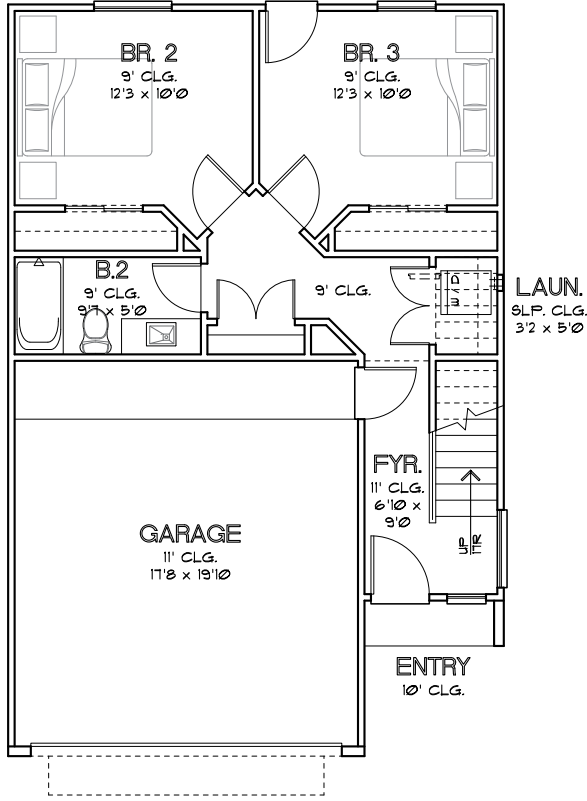 BR. 2
9' CLG.
12'3 x 10'0
BR. 3
9' CLG.
12'3 x 10'0
B.2
9' CLG.
9'7 x 5'0
9' CLG.
W/D
LAUN.
SLP. CLG.
3'2 x 5'0
FYR.
11' CLG.
6'10 x
9'0
UP
17R
GARAGE
11' CLG.
17'8 x 19'10
ENTRY
10' CLG.